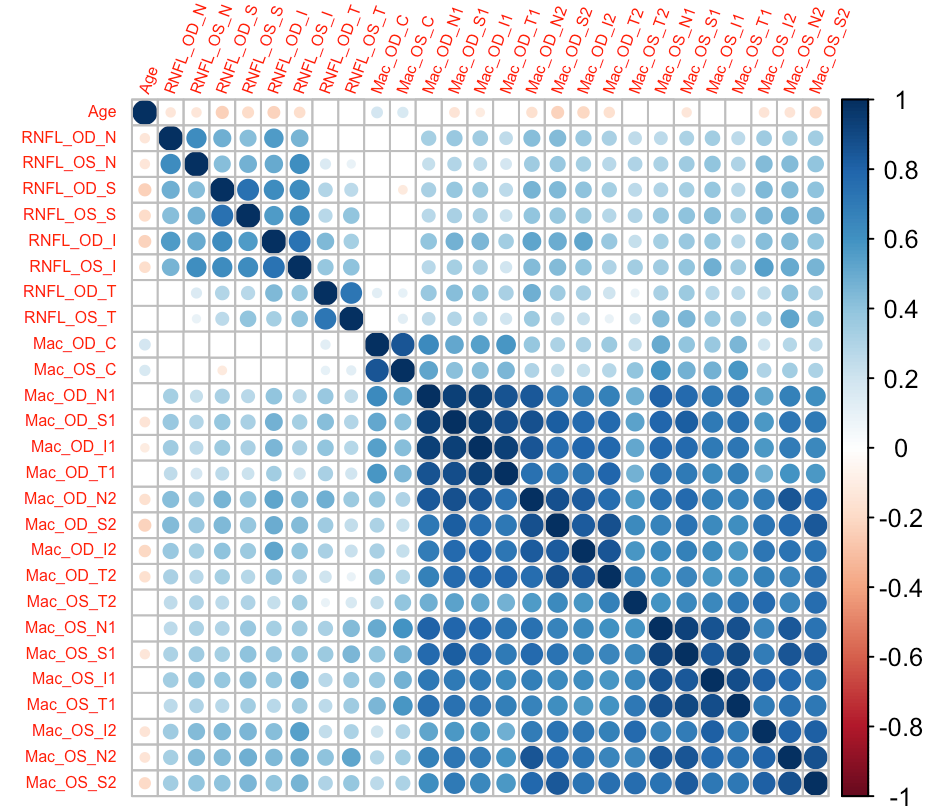 Age
RNFL_OD_N
RNFL_OS_N
RNFL_OD_S
RNFL_OS_S
RNFL_OD_I
RNFL_OS_I
RNFL_OD_T
RNFL_OS_T
Mac_OD_C
Mac_OS_C
Mac_OD_N1
Mac_OD_S1
Mac_OD_I1
Mac_OD_T1
Mac_OD_N2
Mac_OD_S2
Mac_OD_I2
Mac_OD_T2
Mac_OS_T2
Mac_OS_N1
Mac_OS_S1
Mac_OS_I1
Mac_OS_T1
Mac_OS_I2
Mac_OS_N2
Mac_OS_S2
Age
RNFL_OD_N
RNFL_OS_N
RNFL_OD_S
RNFL_OS_S
RNFL_OD_I
RNFL_OS_I
RNFL_OD_T
RNFL_OS_T
Mac_OD_C
Mac_OS_C
Mac_OD_N1
Mac_OD_S1
Mac_OD_I1
Mac_OD_T1
Mac_OD_N2
Mac_OD_S2
Mac_OD_I2
Mac_OD_T2
Mac_OS_T2
Mac_OS_N1
Mac_OS_S1
Mac_OS_I1
Mac_OS_T1
Mac_OS_I2
Mac_OS_N2
Mac_OS_S2
1
0.8
0.6
0.4
0.2
0
-0.2
-0.4
-0.6
-0.8
-1